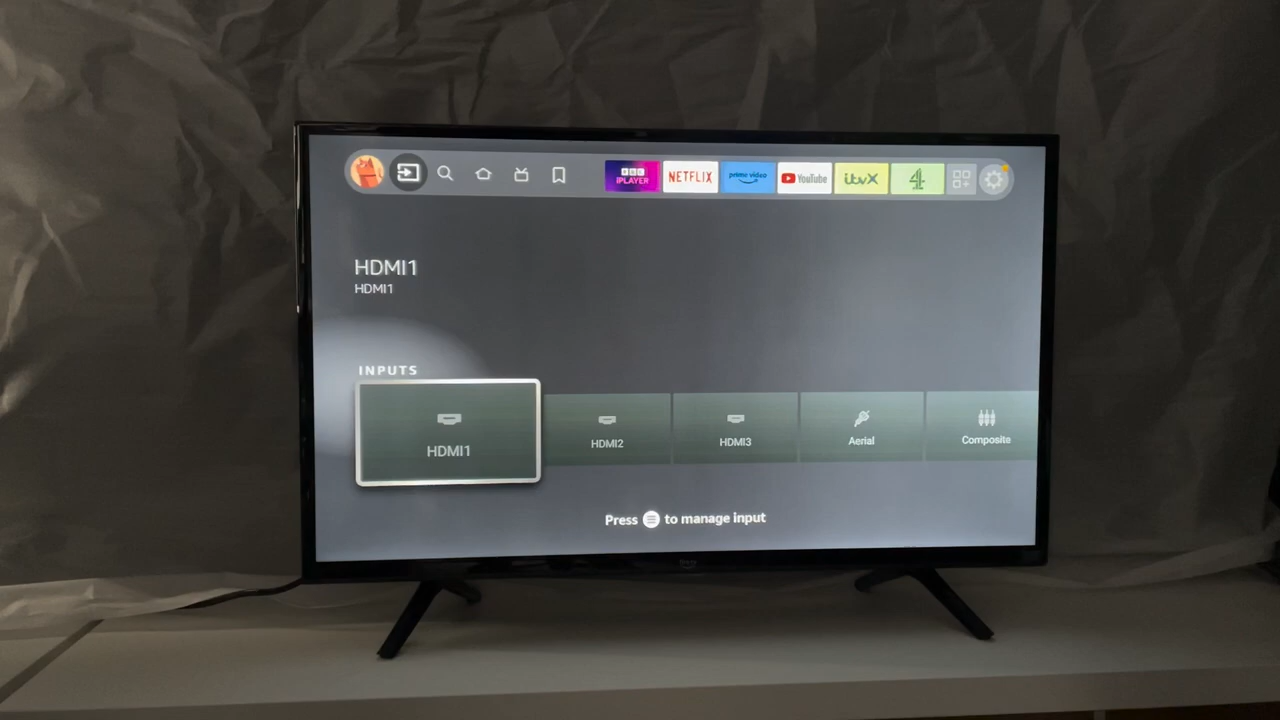 BBC iPLAYER NETFLIX prime video YouTube itvX 4
HDMI1
HDMI1
INPUTS
HDMI1 HDMI2 HDMI3 Aerial Composite
Press to manage input